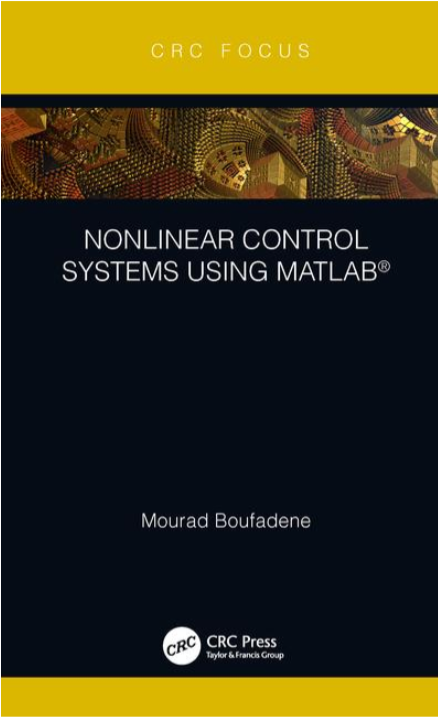 CRC FOCUS
NONLINEAR CONTROL
SYSTEMS USING MATLAB®
Mourad Boufadene
CRC
CRC Press
Taylor & Francis Group